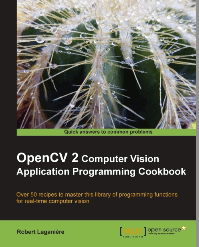 Quick answers to common problems
OpenCV 2 Computer Vision
Application Programming Cookbook
Over 50 recipes to master this library of programming functions
for real-time computer vision
Robert Laganière
open source